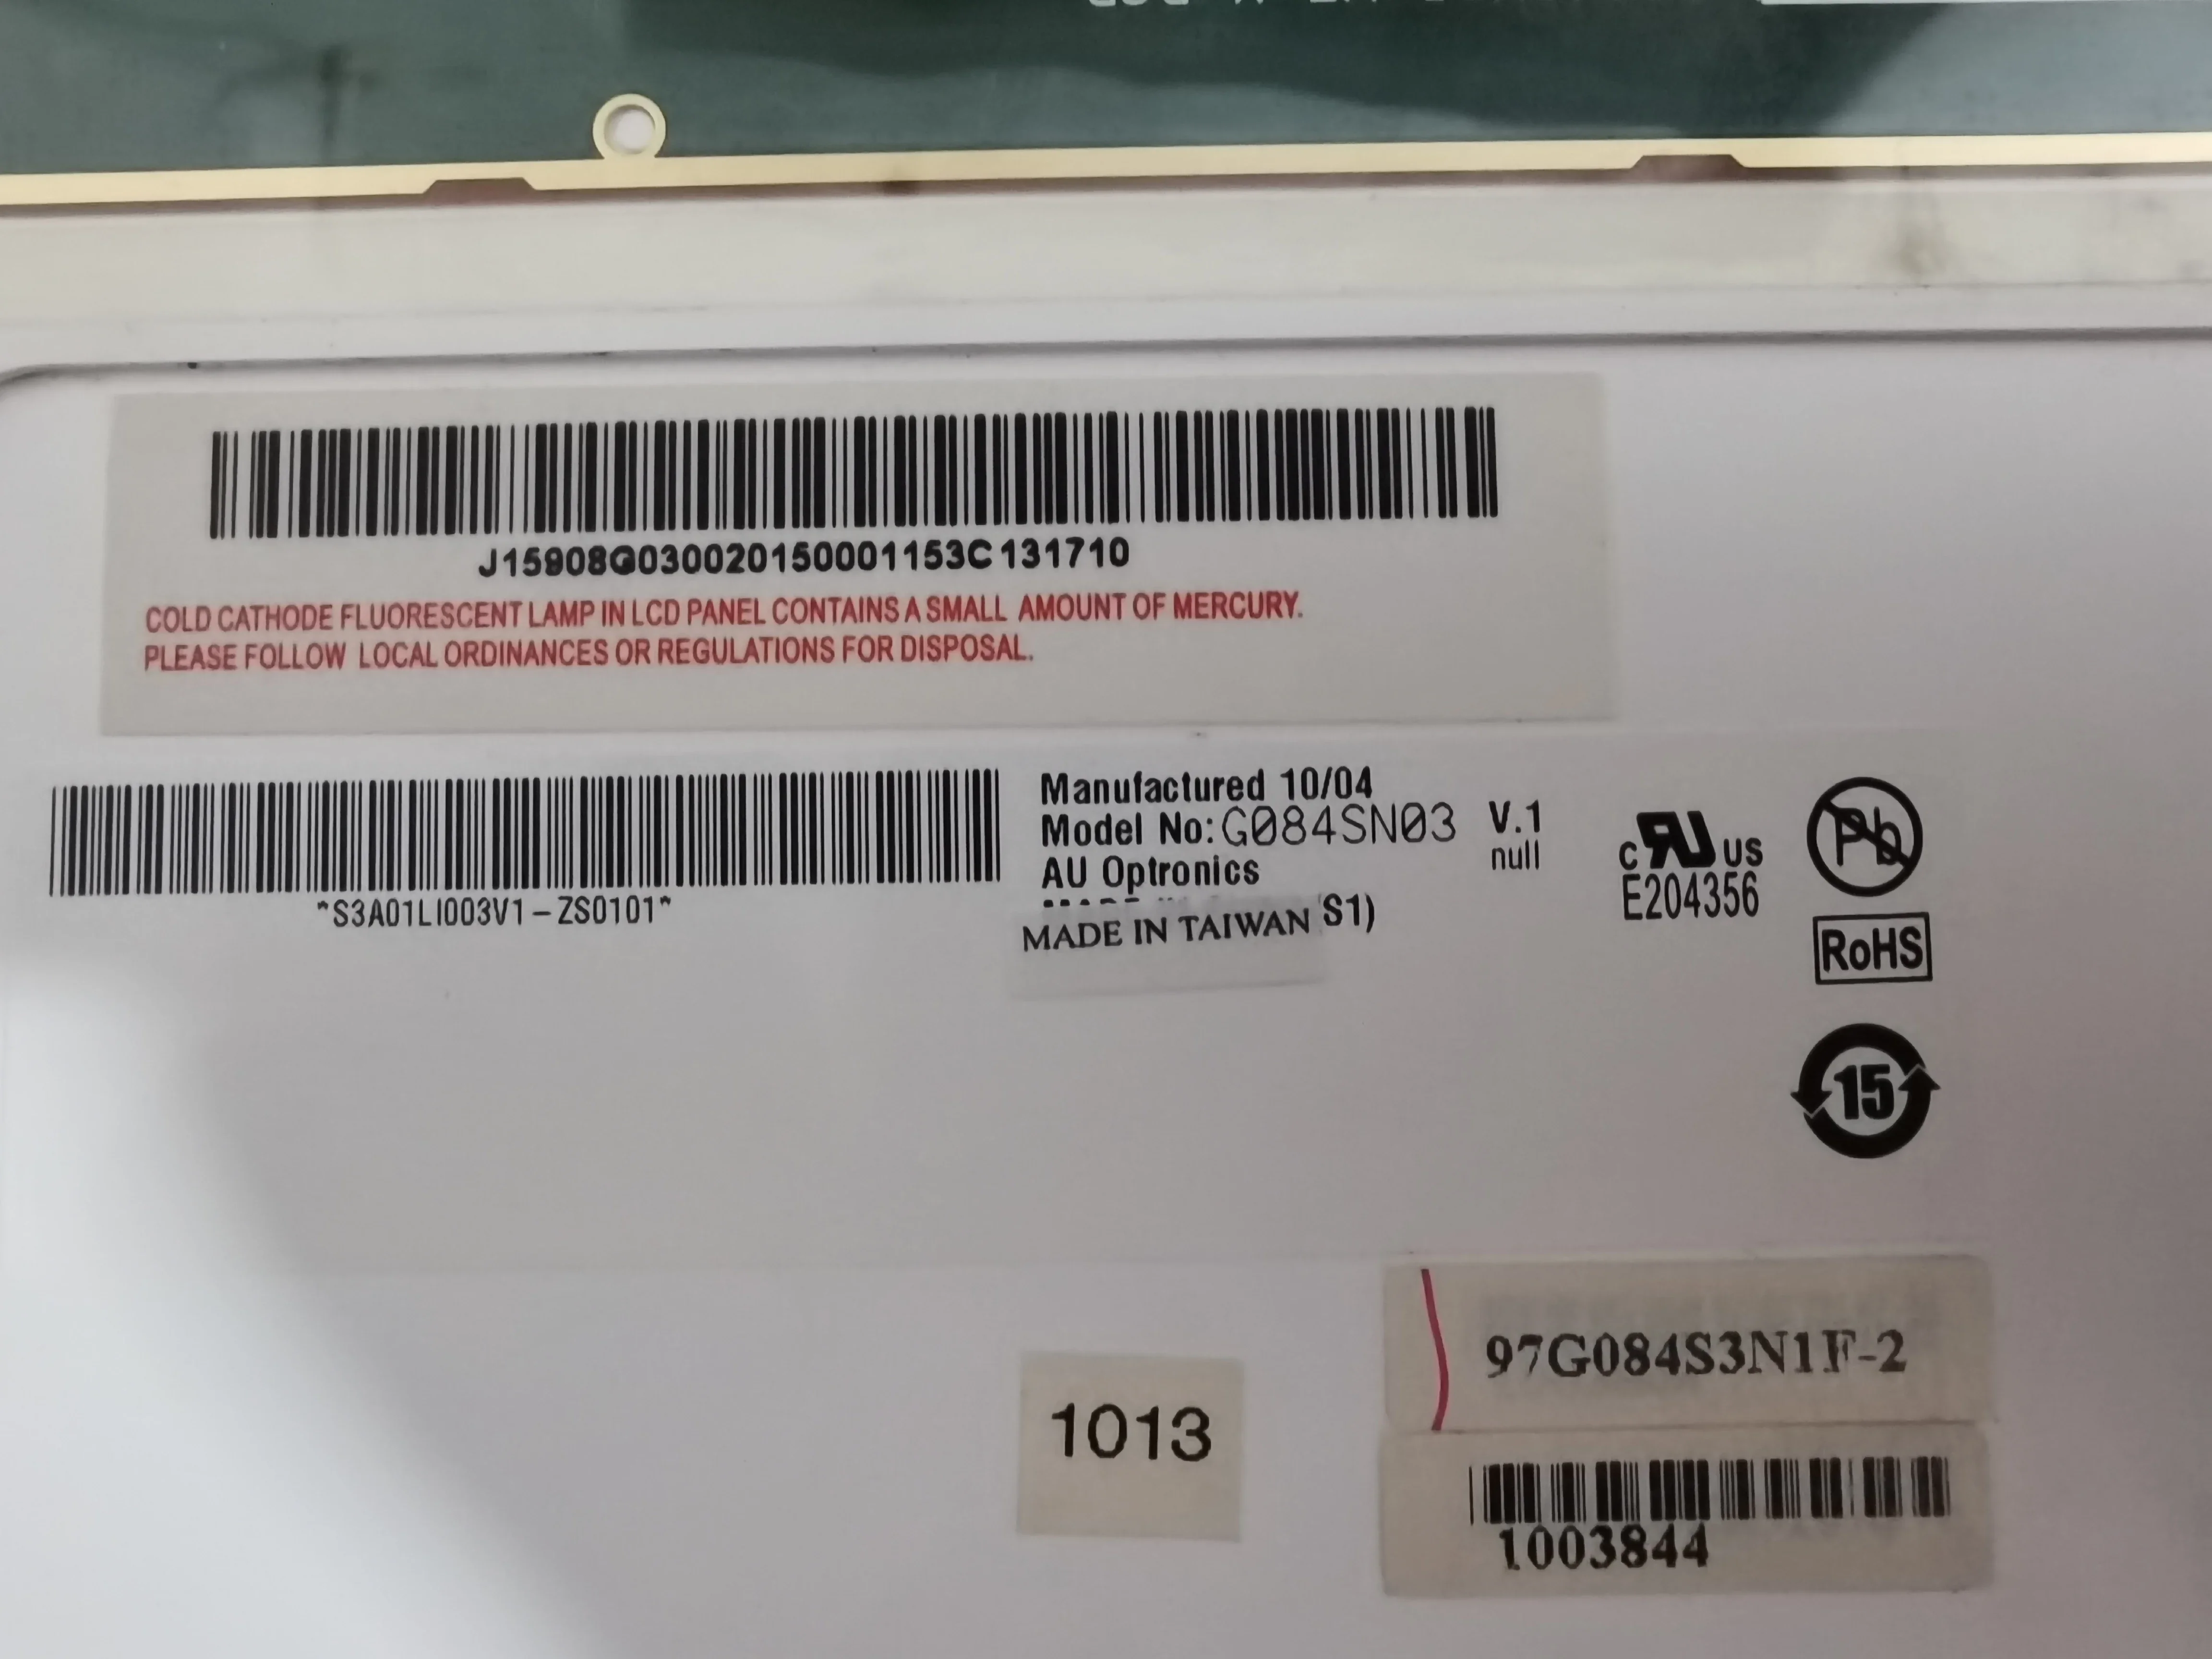 J15908G030020150001153C131710
COLD CATHODE FLUORESCENT LAMP IN LCD PANEL CONTAINS A SMALL AMOUNT OF MERCURY.
PLEASE FOLLOW LOCAL ORDINANCES OR REGULATIONS FOR DISPOSAL.
*S3A01LI003V1-ZS0101*
Manufactured 10/04
Model No:G084SN03 V.1
null
AU Optronics
MADE IN TAIWAN S1)
c RU US
E204356
Pb
RoHS
15
97G084S3N1F-2
1013
1003844